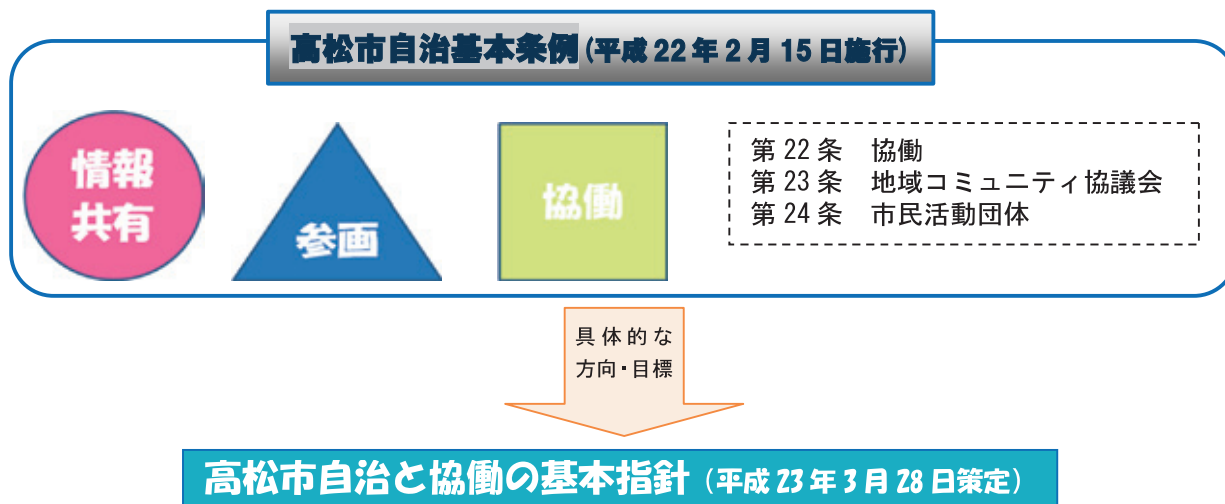 高松市自治基本条例(平成22年2月15日施行)
情報
共有
参画
協働
第22条 協働
第23条 地域コミュニティ協議会
第24条 市民活動団体
具体的な
方向・目標
高松市自治と協働の基本指針(平成23年3月28日策定)